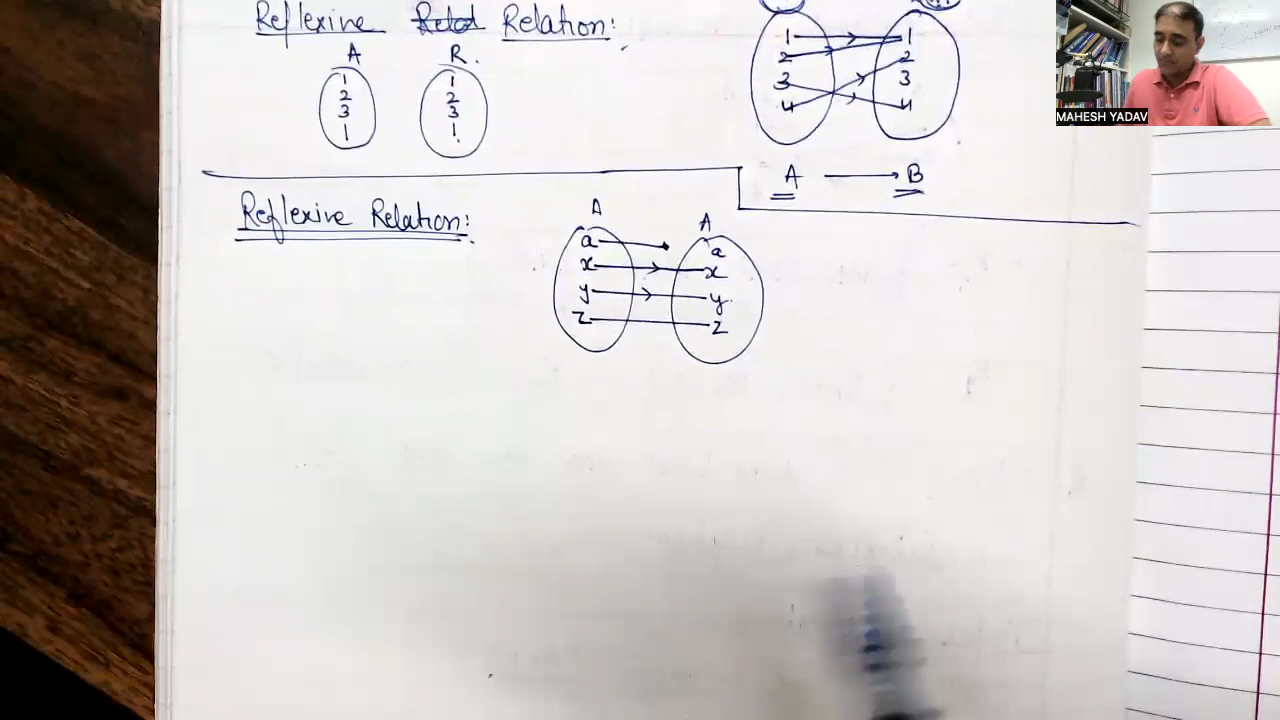 Reflexive Relation:
A R.
1 1
2 2
3 3
1 1
1 1
2 2
3 3
4 4
A → B
MAHESH YADAV
Reflexive Relation:
A A
a a
x x
y y
z z